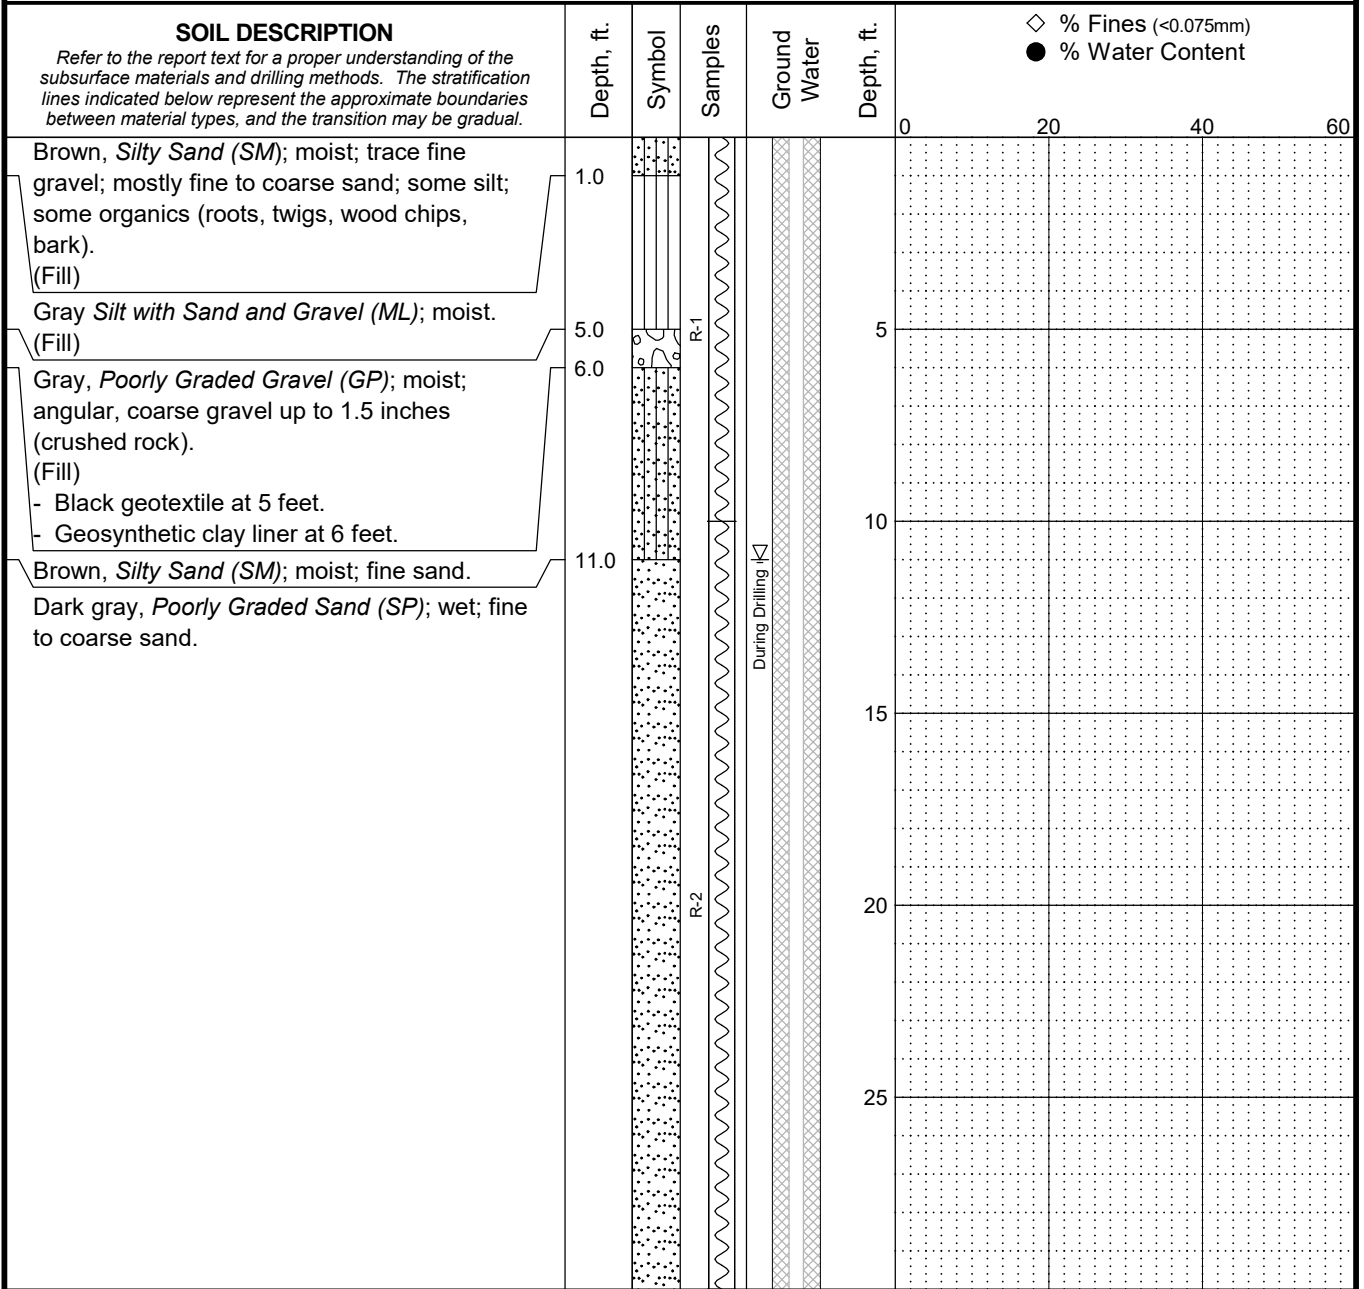 SOIL DESCRIPTION
Refer to the report text for a proper understanding of the
subsurface materials and drilling methods. The stratification
lines indicated below represent the approximate boundaries
between material types, and the transition may be gradual.
Depth, ft.
Symbol
Samples
Ground
Water
Depth, ft.
% Fines (<0.075mm)
% Water Content
0 20 40 60
Brown, Silty Sand (SM); moist; trace fine
gravel; mostly fine to coarse sand; some silt;
some organics (roots, twigs, wood chips,
bark).
(Fill)
1.0
Gray Silt with Sand and Gravel (ML); moist.
(Fill)
5.0
Gray, Poorly Graded Gravel (GP); moist;
angular, coarse gravel up to 1.5 inches
(crushed rock).
(Fill)
- Black geotextile at 5 feet.
- Geosynthetic clay liner at 6 feet.
6.0
Brown, Silty Sand (SM); moist; fine sand.
11.0
Dark gray, Poorly Graded Sand (SP); wet; fine
to coarse sand.
R-1
R-2
During Drilling
5
10
15
20
25